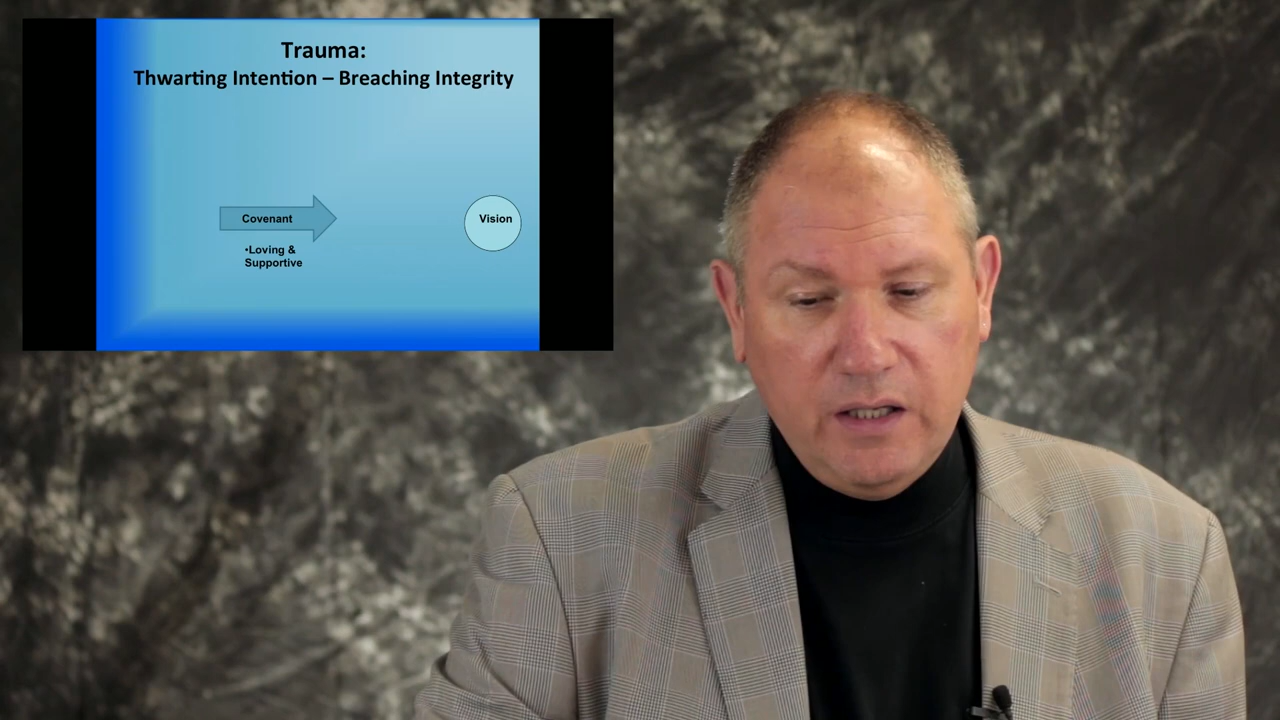 Trauma:
Thwarting Intention – Breaching Integrity
Covenant
•Loving &
Supportive
Vision